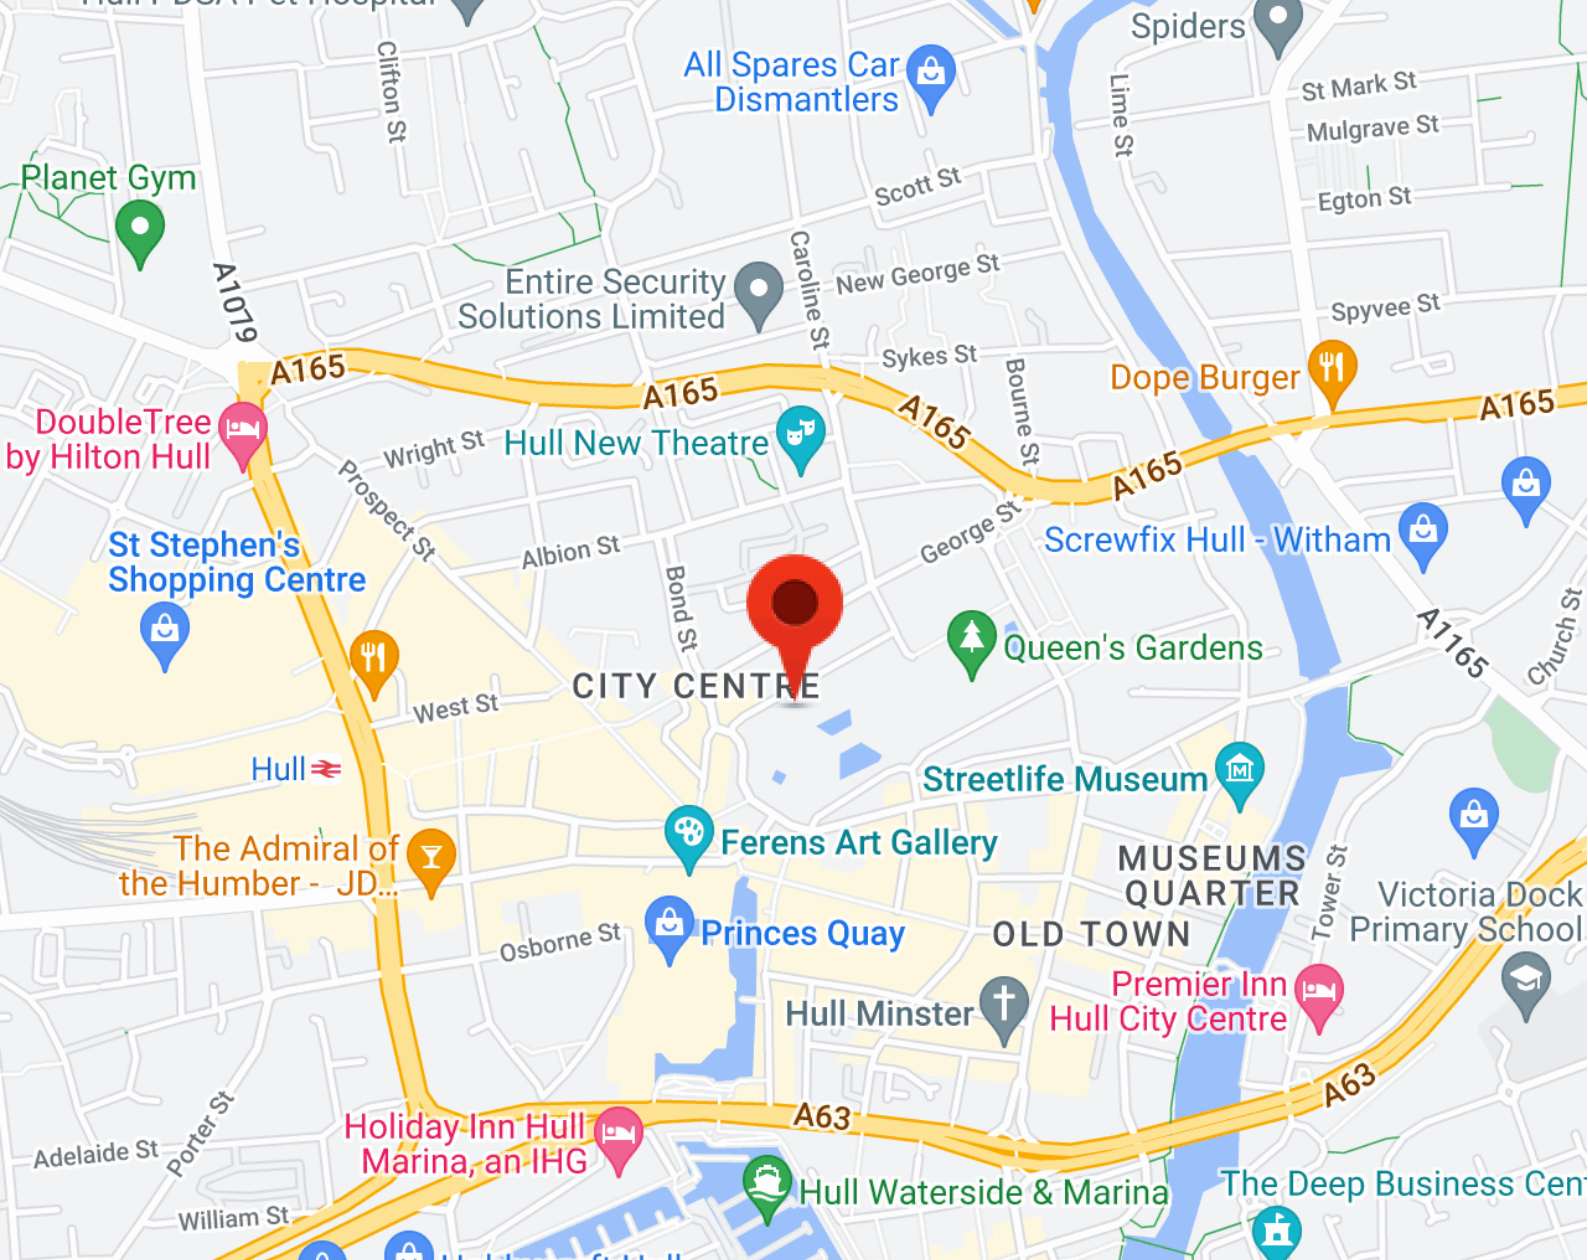 Spiders
All Spares Car
Dismantlers
Clifton St
Lime St
St Mark St
Mulgrave St
Planet Gym
Scott St
Egton St
A1079
Caroline St
Entire Security
Solutions Limited
New George St
Spyvee St
A165
Sykes St
A165
Bourne St
Dope Burger
A165
A165
DoubleTree
by Hilton Hull
Wright St
Hull New Theatre
A165
Prospect St
George St
Screwfix Hull - Witham
St Stephen's
Shopping Centre
Albion St
Bond St
Church St
A1165
Queen's Gardens
CITY CENTRE
West St
Hull
Streetlife Museum
The Admiral of
the Humber - JD...
Ferens Art Gallery
MUSEUMS
QUARTER
Tower St
Victoria Dock
Primary School
Osborne St
Princes Quay
OLD TOWN
Hull Minster
Premier Inn
Hull City Centre
A63
A63
Porter St
Adelaide St
Holiday Inn Hull
Marina, an IHG
Hull Waterside & Marina
The Deep Business Cen
William St